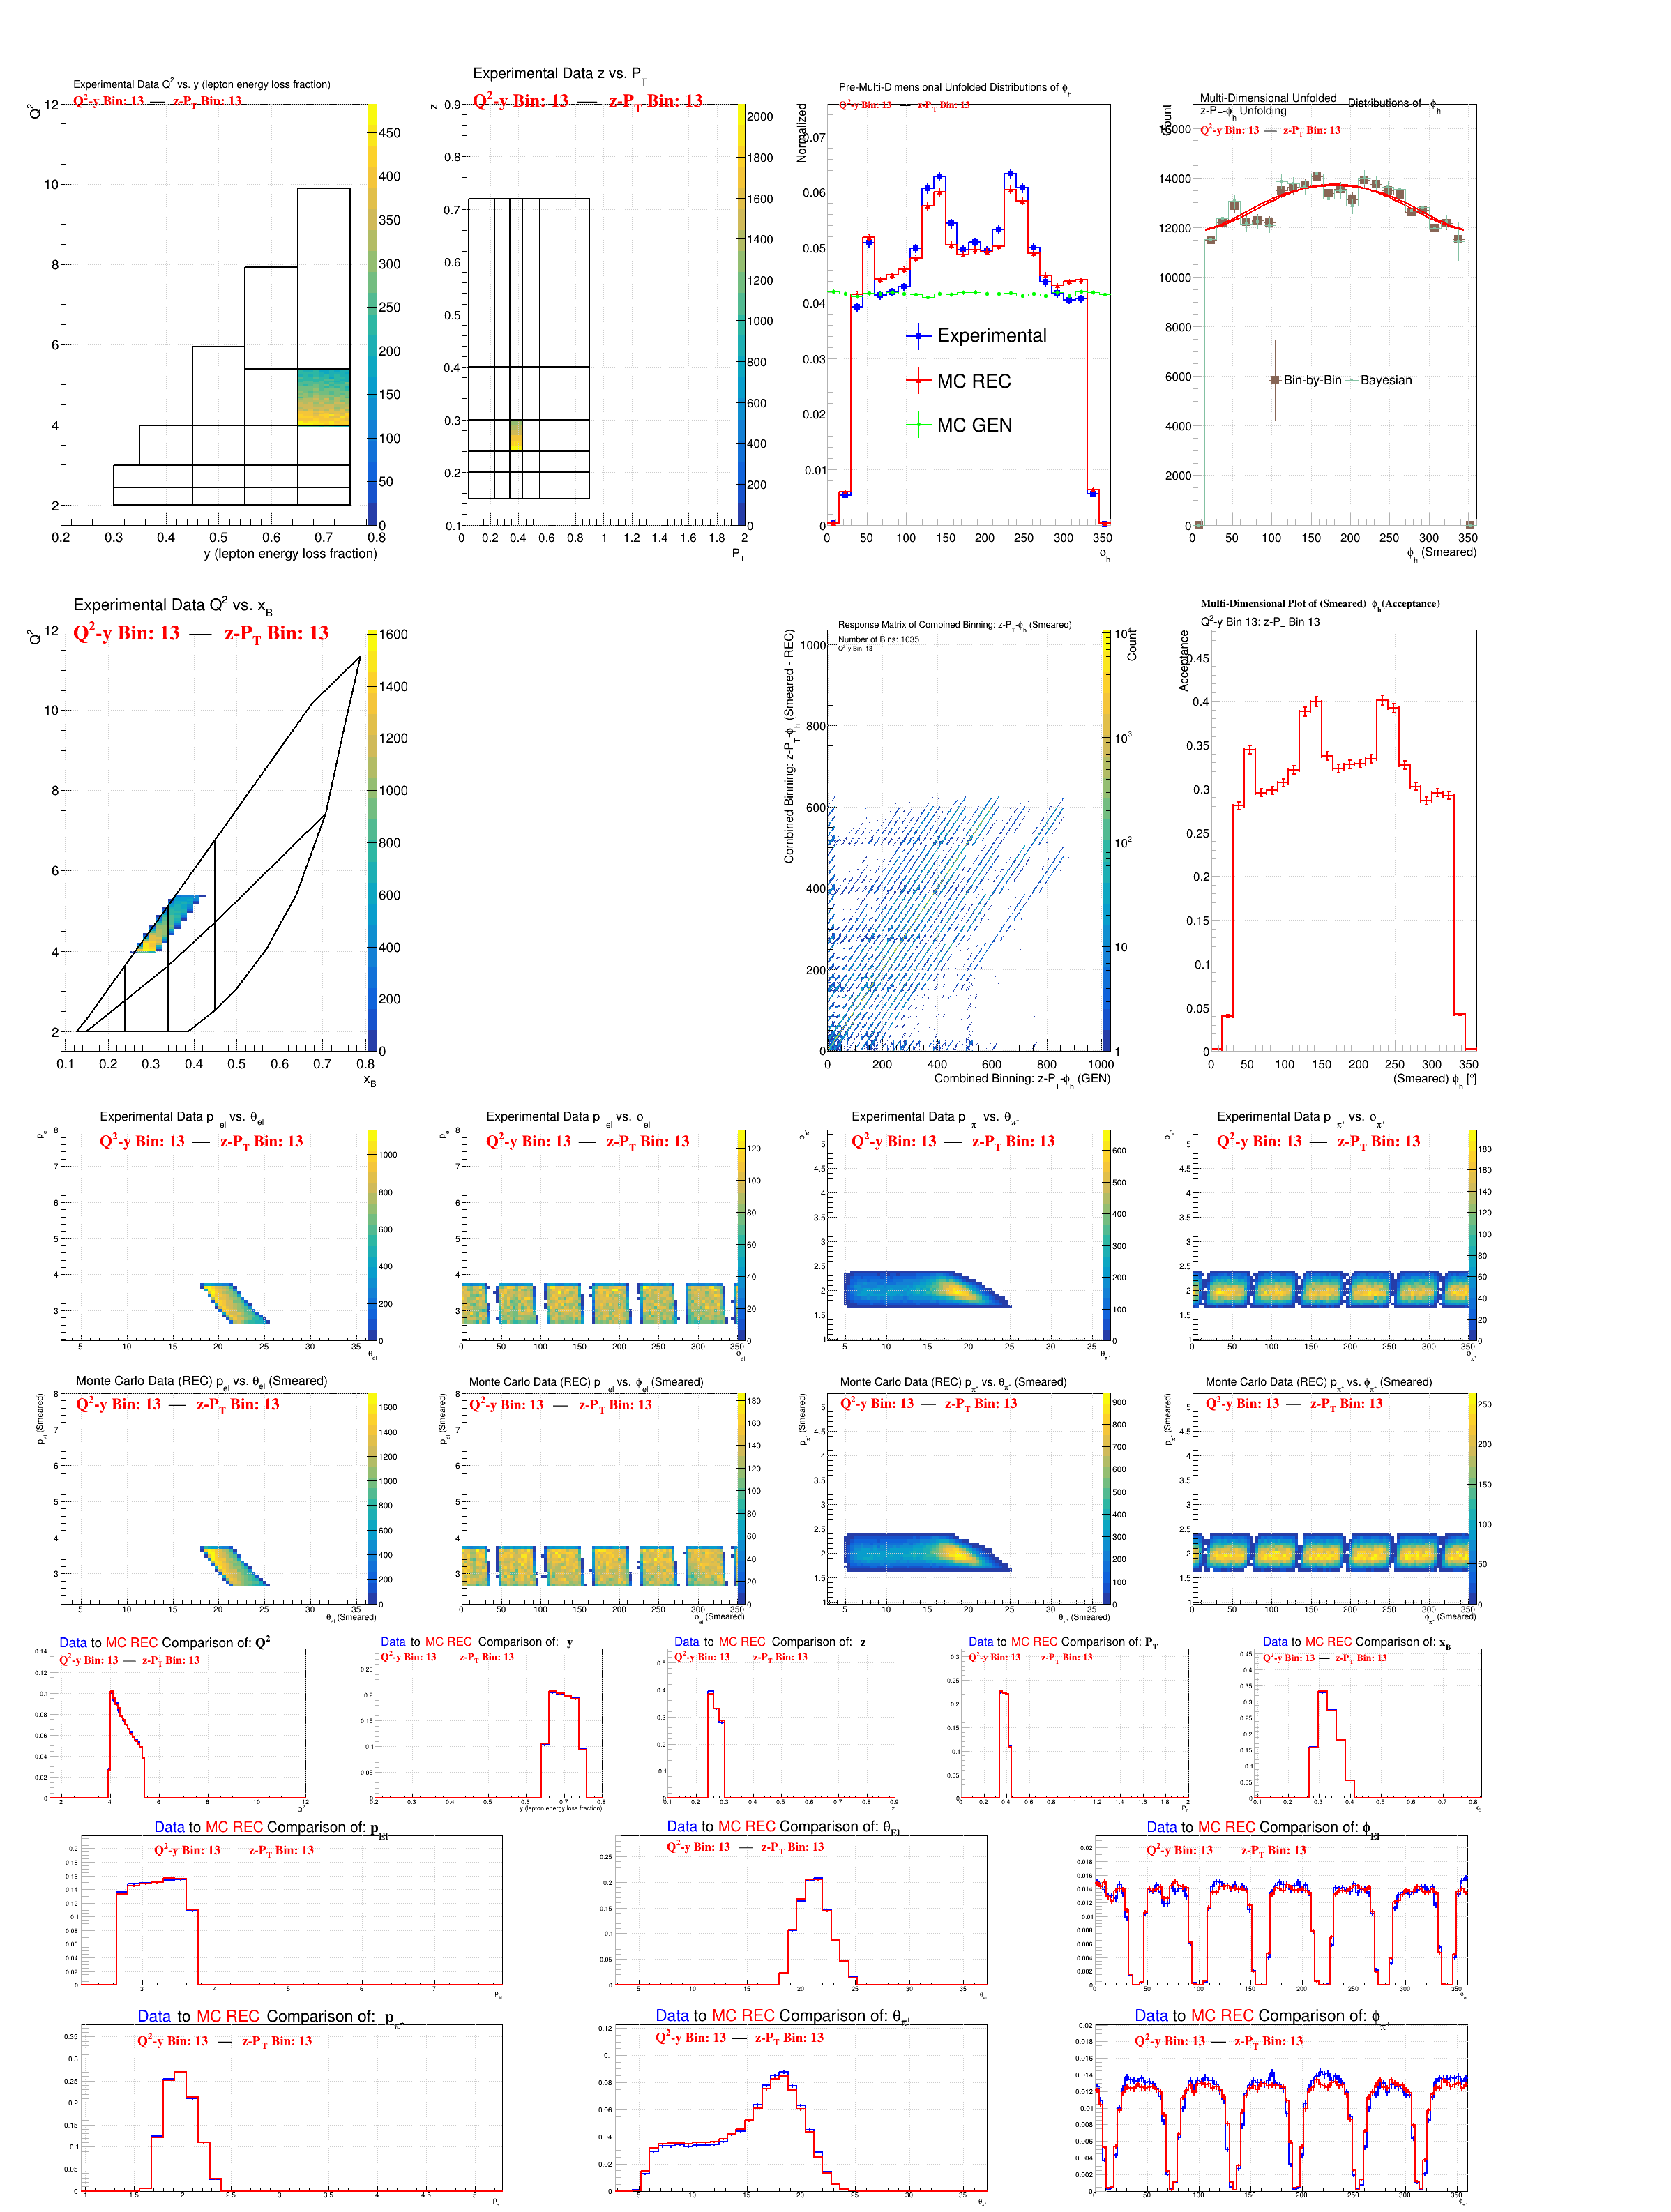 Experimental Data Q² vs. y (lepton energy loss fraction)
Q²-y Bin: 13 — z-P_T Bin: 13
Q²
y (lepton energy loss fraction)
Experimental Data z vs. P_T
Q²-y Bin: 13 — z-P_T Bin: 13
z
P_T
Pre-Multi-Dimensional Unfolded Distributions of ϕ_h
Q²-y Bin: 13 — z-P_T Bin: 13
Normalized
Experimental
MC REC
MC GEN
ϕ_h
Multi-Dimensional Unfolded Distributions of ϕ_h
z-P_T-ϕ_h Unfolding
Q²-y Bin: 13 — z-P_T Bin: 13
Count
Bin-by-Bin
Bayesian
ϕ_h (Smeared)
Experimental Data Q² vs. x_B
Q²-y Bin: 13 — z-P_T Bin: 13
Q²
x_B
Response Matrix of Combined Binning: z-P_T-ϕ_h (Smeared)
Number of Bins: 1035
Q²-y Bin: 13
Combined Binning: z-P_T-ϕ_h (Smeared - REC)
Count
Combined Binning: z-P_T-ϕ_h (GEN)
Multi-Dimensional Plot of (Smeared) ϕ_h (Acceptance)
Q²-y Bin 13: z-P_T Bin 13
Acceptance
(Smeared) ϕ_h [°]
Experimental Data p_el vs. θ_el
Q²-y Bin: 13 — z-P_T Bin: 13
Experimental Data p_el vs. ϕ_el
Q²-y Bin: 13 — z-P_T Bin: 13
Experimental Data p_π⁺ vs. θ_π⁺
Q²-y Bin: 13 — z-P_T Bin: 13
Experimental Data p_π⁺ vs. ϕ_π⁺
Q²-y Bin: 13 — z-P_T Bin: 13
Monte Carlo Data (REC) p_el vs. θ_el (Smeared)
Q²-y Bin: 13 — z-P_T Bin: 13
p_el (Smeared)
θ_el (Smeared)
Monte Carlo Data (REC) p_el vs. ϕ_el (Smeared)
Q²-y Bin: 13 — z-P_T Bin: 13
p_el (Smeared)
ϕ_el (Smeared)
Monte Carlo Data (REC) p_π⁺ vs. θ_π⁺ (Smeared)
Q²-y Bin: 13 — z-P_T Bin: 13
p_π⁺ (Smeared)
θ_π⁺ (Smeared)
Monte Carlo Data (REC) p_π⁺ vs. ϕ_π⁺ (Smeared)
Q²-y Bin: 13 — z-P_T Bin: 13
p_π⁺ (Smeared)
ϕ_π⁺ (Smeared)
Data to MC REC Comparison of: Q²
Q²-y Bin: 13 — z-P_T Bin: 13
Q²
Data to MC REC Comparison of: y
Q²-y Bin: 13 — z-P_T Bin: 13
y (lepton energy loss fraction)
Data to MC REC Comparison of: z
Q²-y Bin: 13 — z-P_T Bin: 13
z
Data to MC REC Comparison of: P_T
Q²-y Bin: 13 — z-P_T Bin: 13
P_T
Data to MC REC Comparison of: x_B
Q²-y Bin: 13 — z-P_T Bin: 13
x_B
Data to MC REC Comparison of: p_El
Q²-y Bin: 13 — z-P_T Bin: 13
Data to MC REC Comparison of: θ_El
Q²-y Bin: 13 — z-P_T Bin: 13
Data to MC REC Comparison of: ϕ_El
Q²-y Bin: 13 — z-P_T Bin: 13
Data to MC REC Comparison of: p_π⁺
Q²-y Bin: 13 — z-P_T Bin: 13
Data to MC REC Comparison of: θ_π⁺
Q²-y Bin: 13 — z-P_T Bin: 13
Data to MC REC Comparison of: ϕ_π⁺
Q²-y Bin: 13 — z-P_T Bin: 13